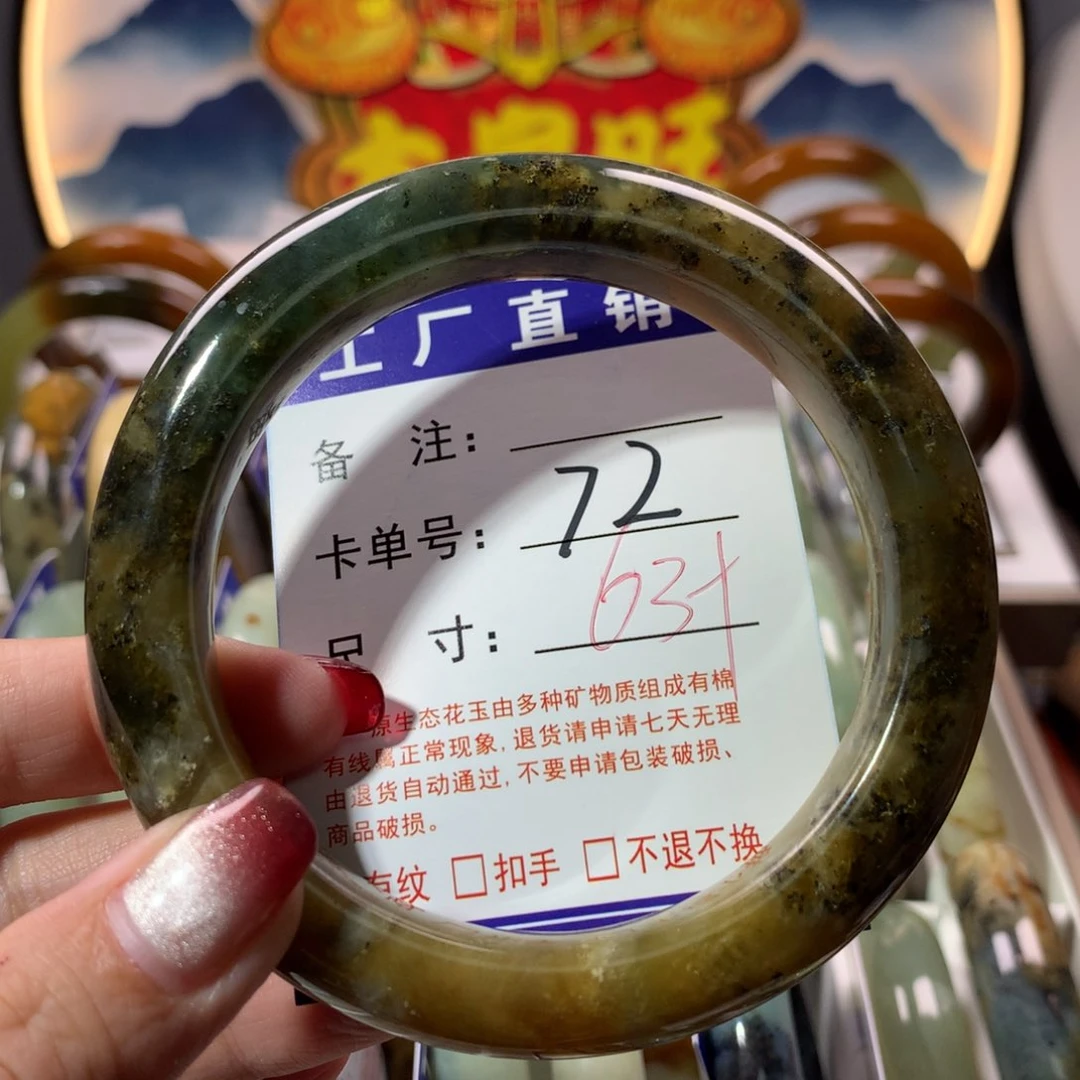 工厂直销
备 注：
卡单号： 72
尺 寸： 63+
原生态花玉由多种矿物质组成有棉
有线属正常现象，退货请申请七天无理
由退货自动通过，不要申请包装破损、
商品破损。
有纹 □扣手 □不退不换